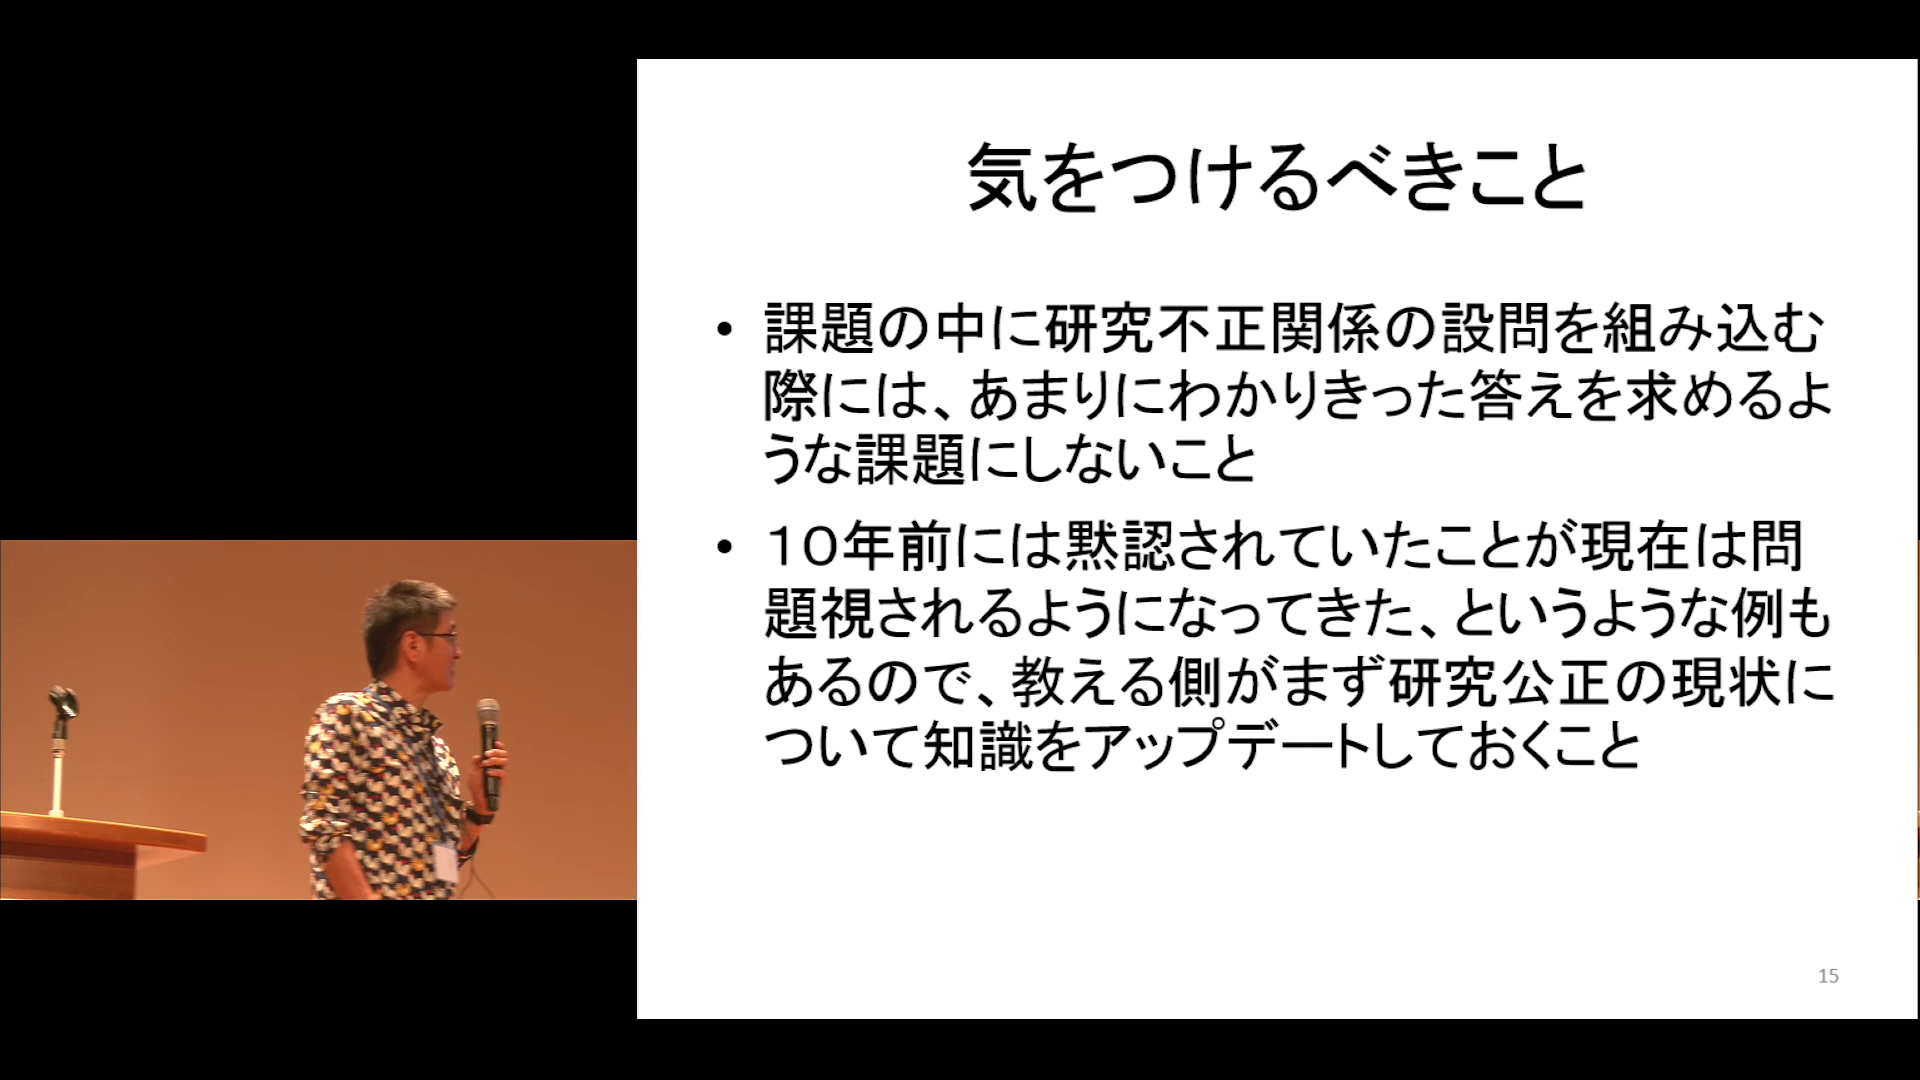 気をつけるべきこと
• 課題の中に研究不正関係の設問を組み込む
際には、あまりにわかりきった答えを求めるよ
うな課題にしないこと
• １０年前には黙認されていたことが現在は問
題視されるようになってきた、というような例も
あるので、教える側がまず研究公正の現状に
ついて知識をアップデートしておくこと
15